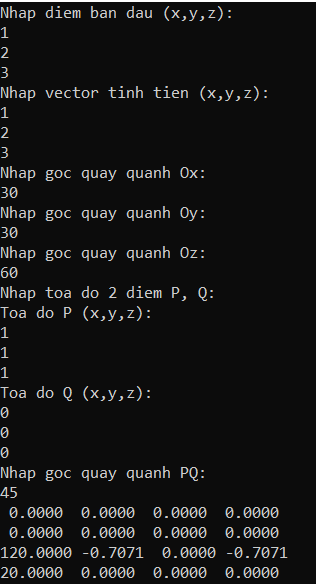 Nhap diem ban dau (x,y,z):
1
2
3
Nhap vector tinh tien (x,y,z):
1
2
3
Nhap goc quay quanh Ox:
30
Nhap goc quay quanh Oy:
30
Nhap goc quay quanh Oz:
60
Nhap toa do 2 diem P, Q:
Toa do P (x,y,z):
1
1
1
Toa do Q (x,y,z):
0
0
0
Nhap goc quay quanh PQ:
45
0.0000 0.0000 0.0000 0.0000
0.0000 0.0000 0.0000 0.0000
120.0000 -0.7071 0.0000 -0.7071
20.0000 0.0000 0.0000 0.0000